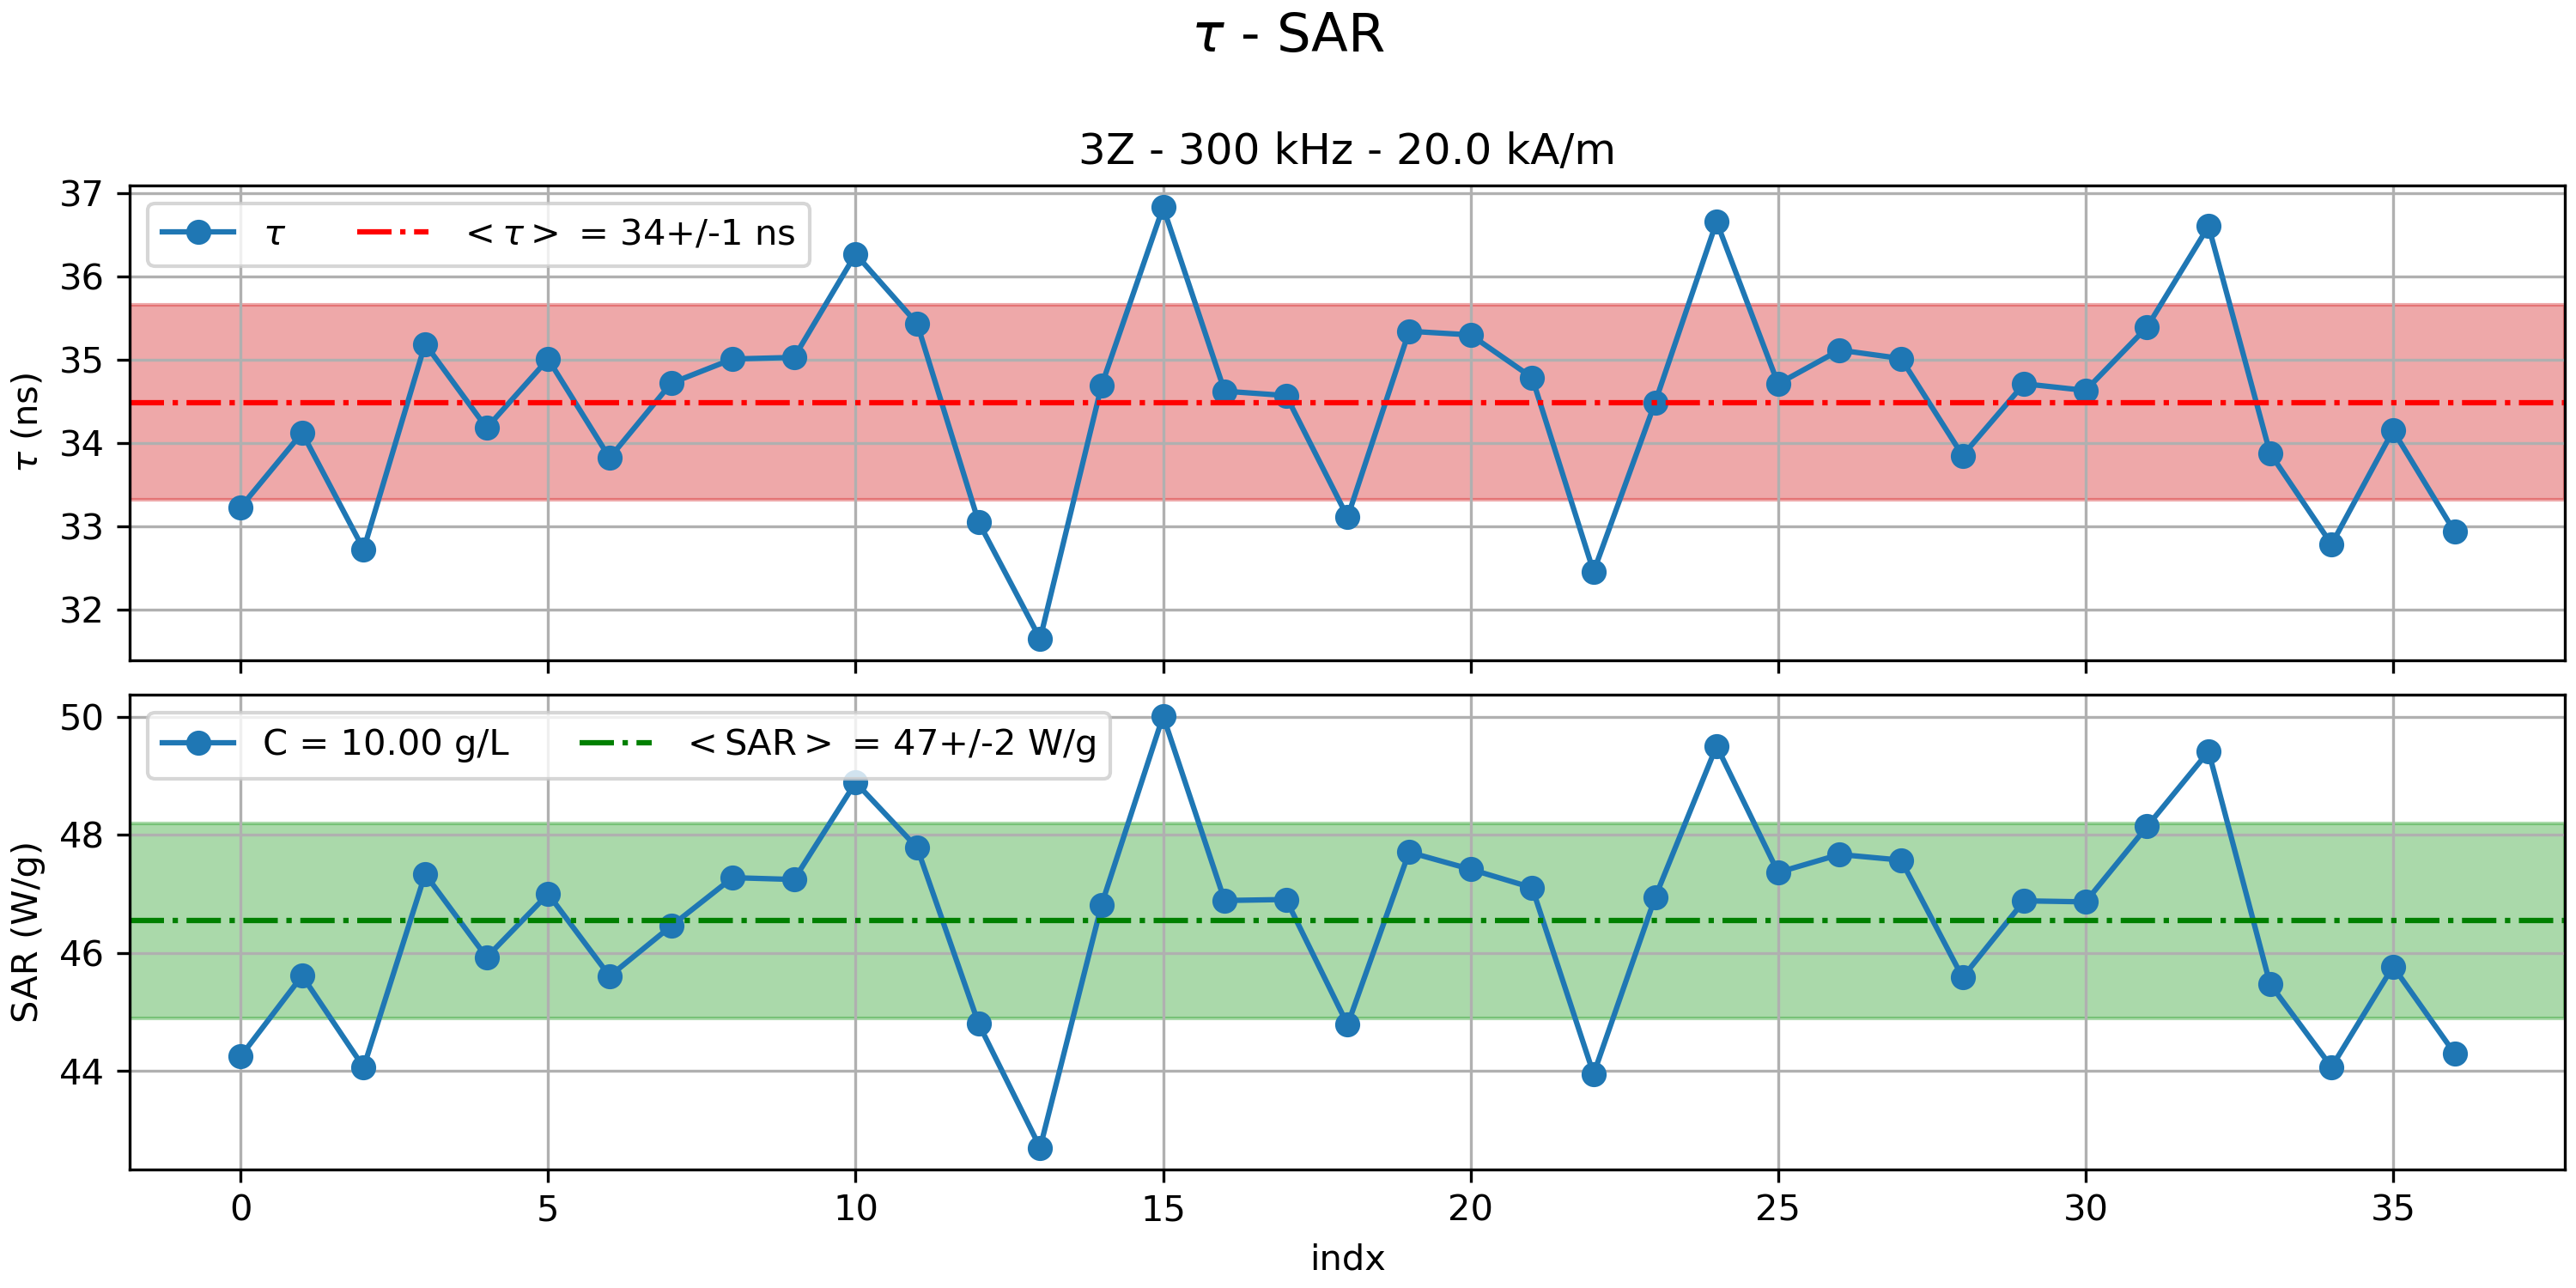 τ - SAR
3Z - 300 kHz - 20.0 kA/m
τ <τ> = 34+/-1 ns
τ (ns)
37
36
35
34
33
32
C = 10.00 g/L <SAR> = 47+/-2 W/g
SAR (W/g)
50
48
46
44
0 5 10 15 20 25 30 35
indx